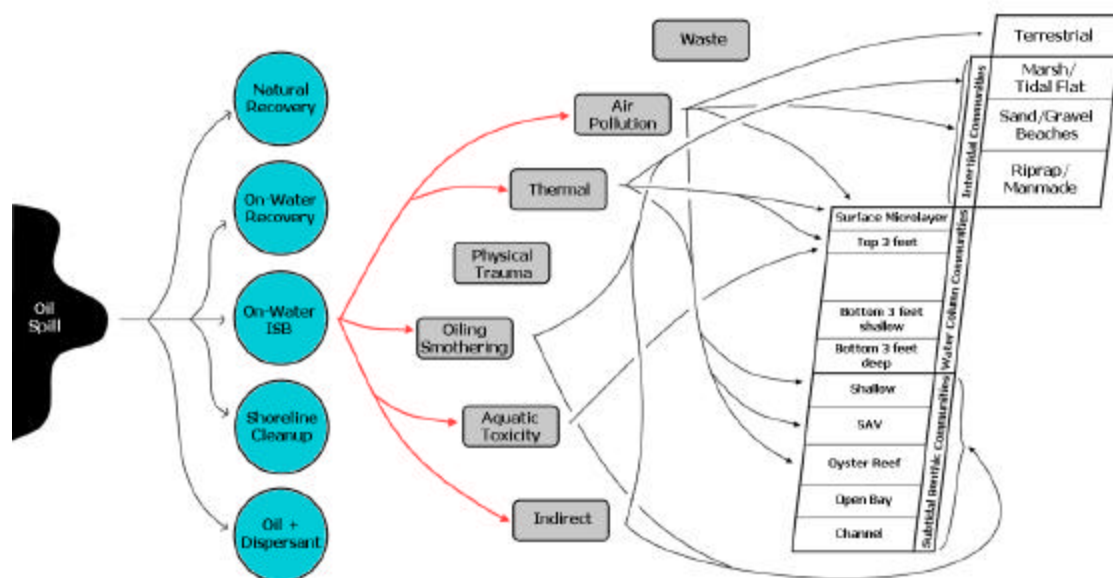 Oil
Spill
Natural
Recovery
On-Water
Recovery
On-Water
ISB
Shoreline
Cleanup
Oil +
Dispersant
Waste
Air
Pollution
Thermal
Physical
Trauma
Oiling
Smothering
Aquatic
Toxicity
Indirect
Terrestrial
Marsh/
Tidal Flat
Sand/Gravel
Beaches
Riprap/
Manmade
Intertidal Communities
Surface Microlayer
Top 3 feet
Bottom 3 feet
shallow
Bottom 3 feet
deep
Water Column Communities
Shallow
SAV
Oyster Reef
Open Bay
Channel
Subtidal Benthic Communities